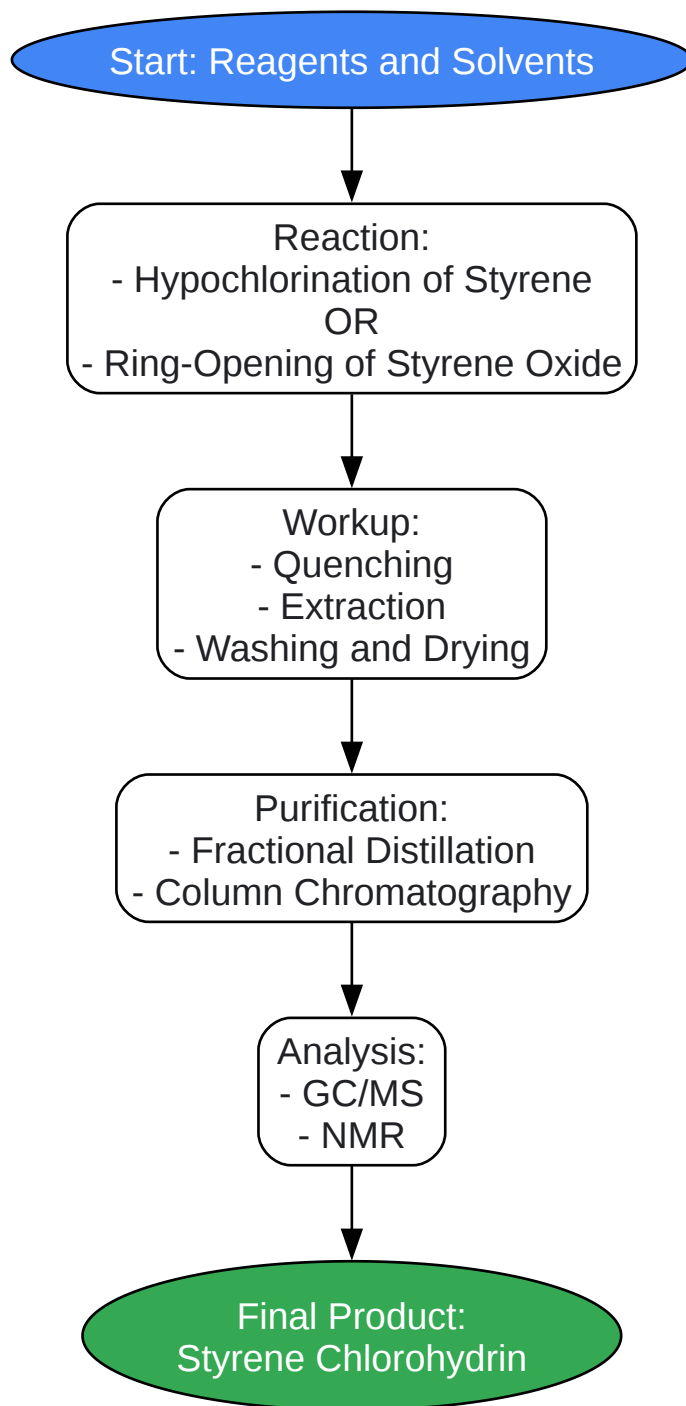 Start: Reagents and Solvents
Reaction:
- Hypochlorination of Styrene
OR
- Ring-Opening of Styrene Oxide
Workup:
- Quenching
- Extraction
- Washing and Drying
Purification:
- Fractional Distillation
- Column Chromatography
Analysis:
- GC/MS
- NMR
Final Product:
Styrene Chlorohydrin